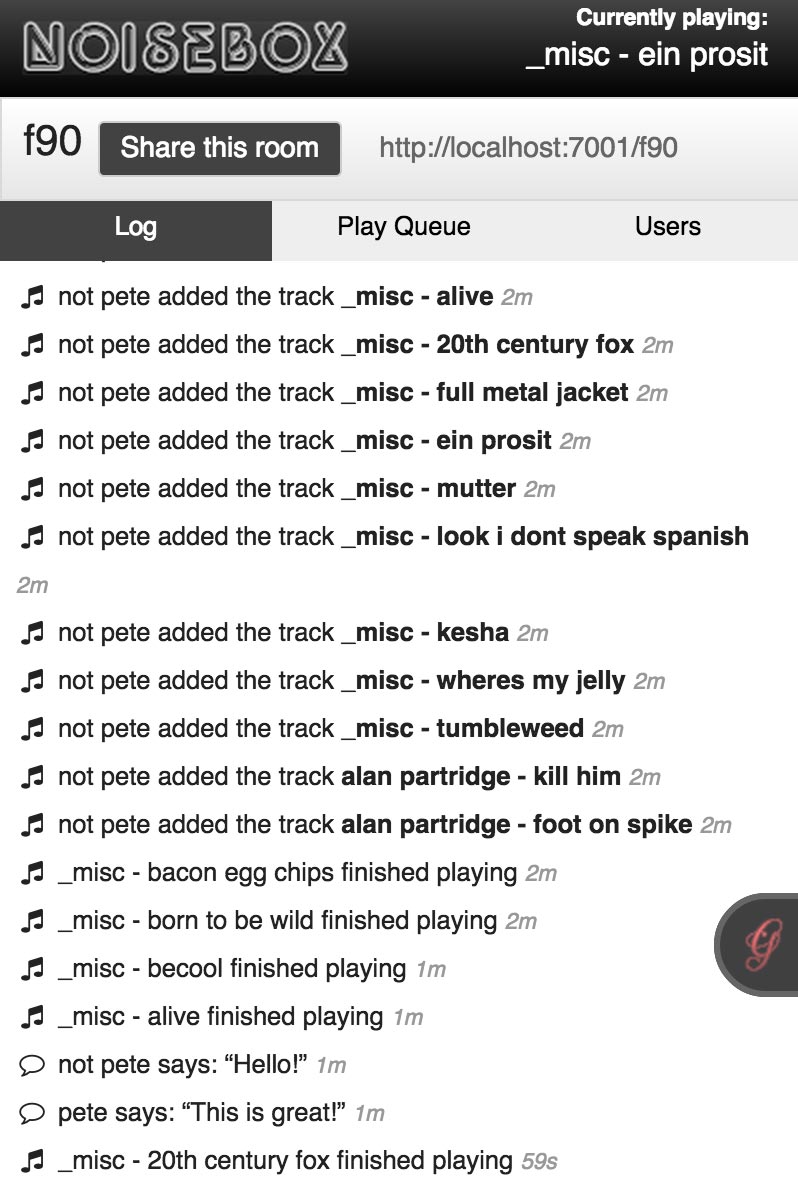 NOISEBOX
Currently playing:
_misc - ein prosit
f90
Share this room
http://localhost:7001/f90
Log
Play Queue
Users
not pete added the track _misc - alive 2m
not pete added the track _misc - 20th century fox 2m
not pete added the track _misc - full metal jacket 2m
not pete added the track _misc - ein prosit 2m
not pete added the track _misc - mutter 2m
not pete added the track _misc - look i dont speak spanish
2m
not pete added the track _misc - kesha 2m
not pete added the track _misc - wheres my jelly 2m
not pete added the track _misc - tumbleweed 2m
not pete added the track alan partridge - kill him 2m
not pete added the track alan partridge - foot on spike 2m
_misc - bacon egg chips finished playing 2m
_misc - born to be wild finished playing 2m
_misc - becool finished playing 1m
_misc - alive finished playing 1m
not pete says: “Hello!” 1m
pete says: “This is great!” 1m
_misc - 20th century fox finished playing 59s